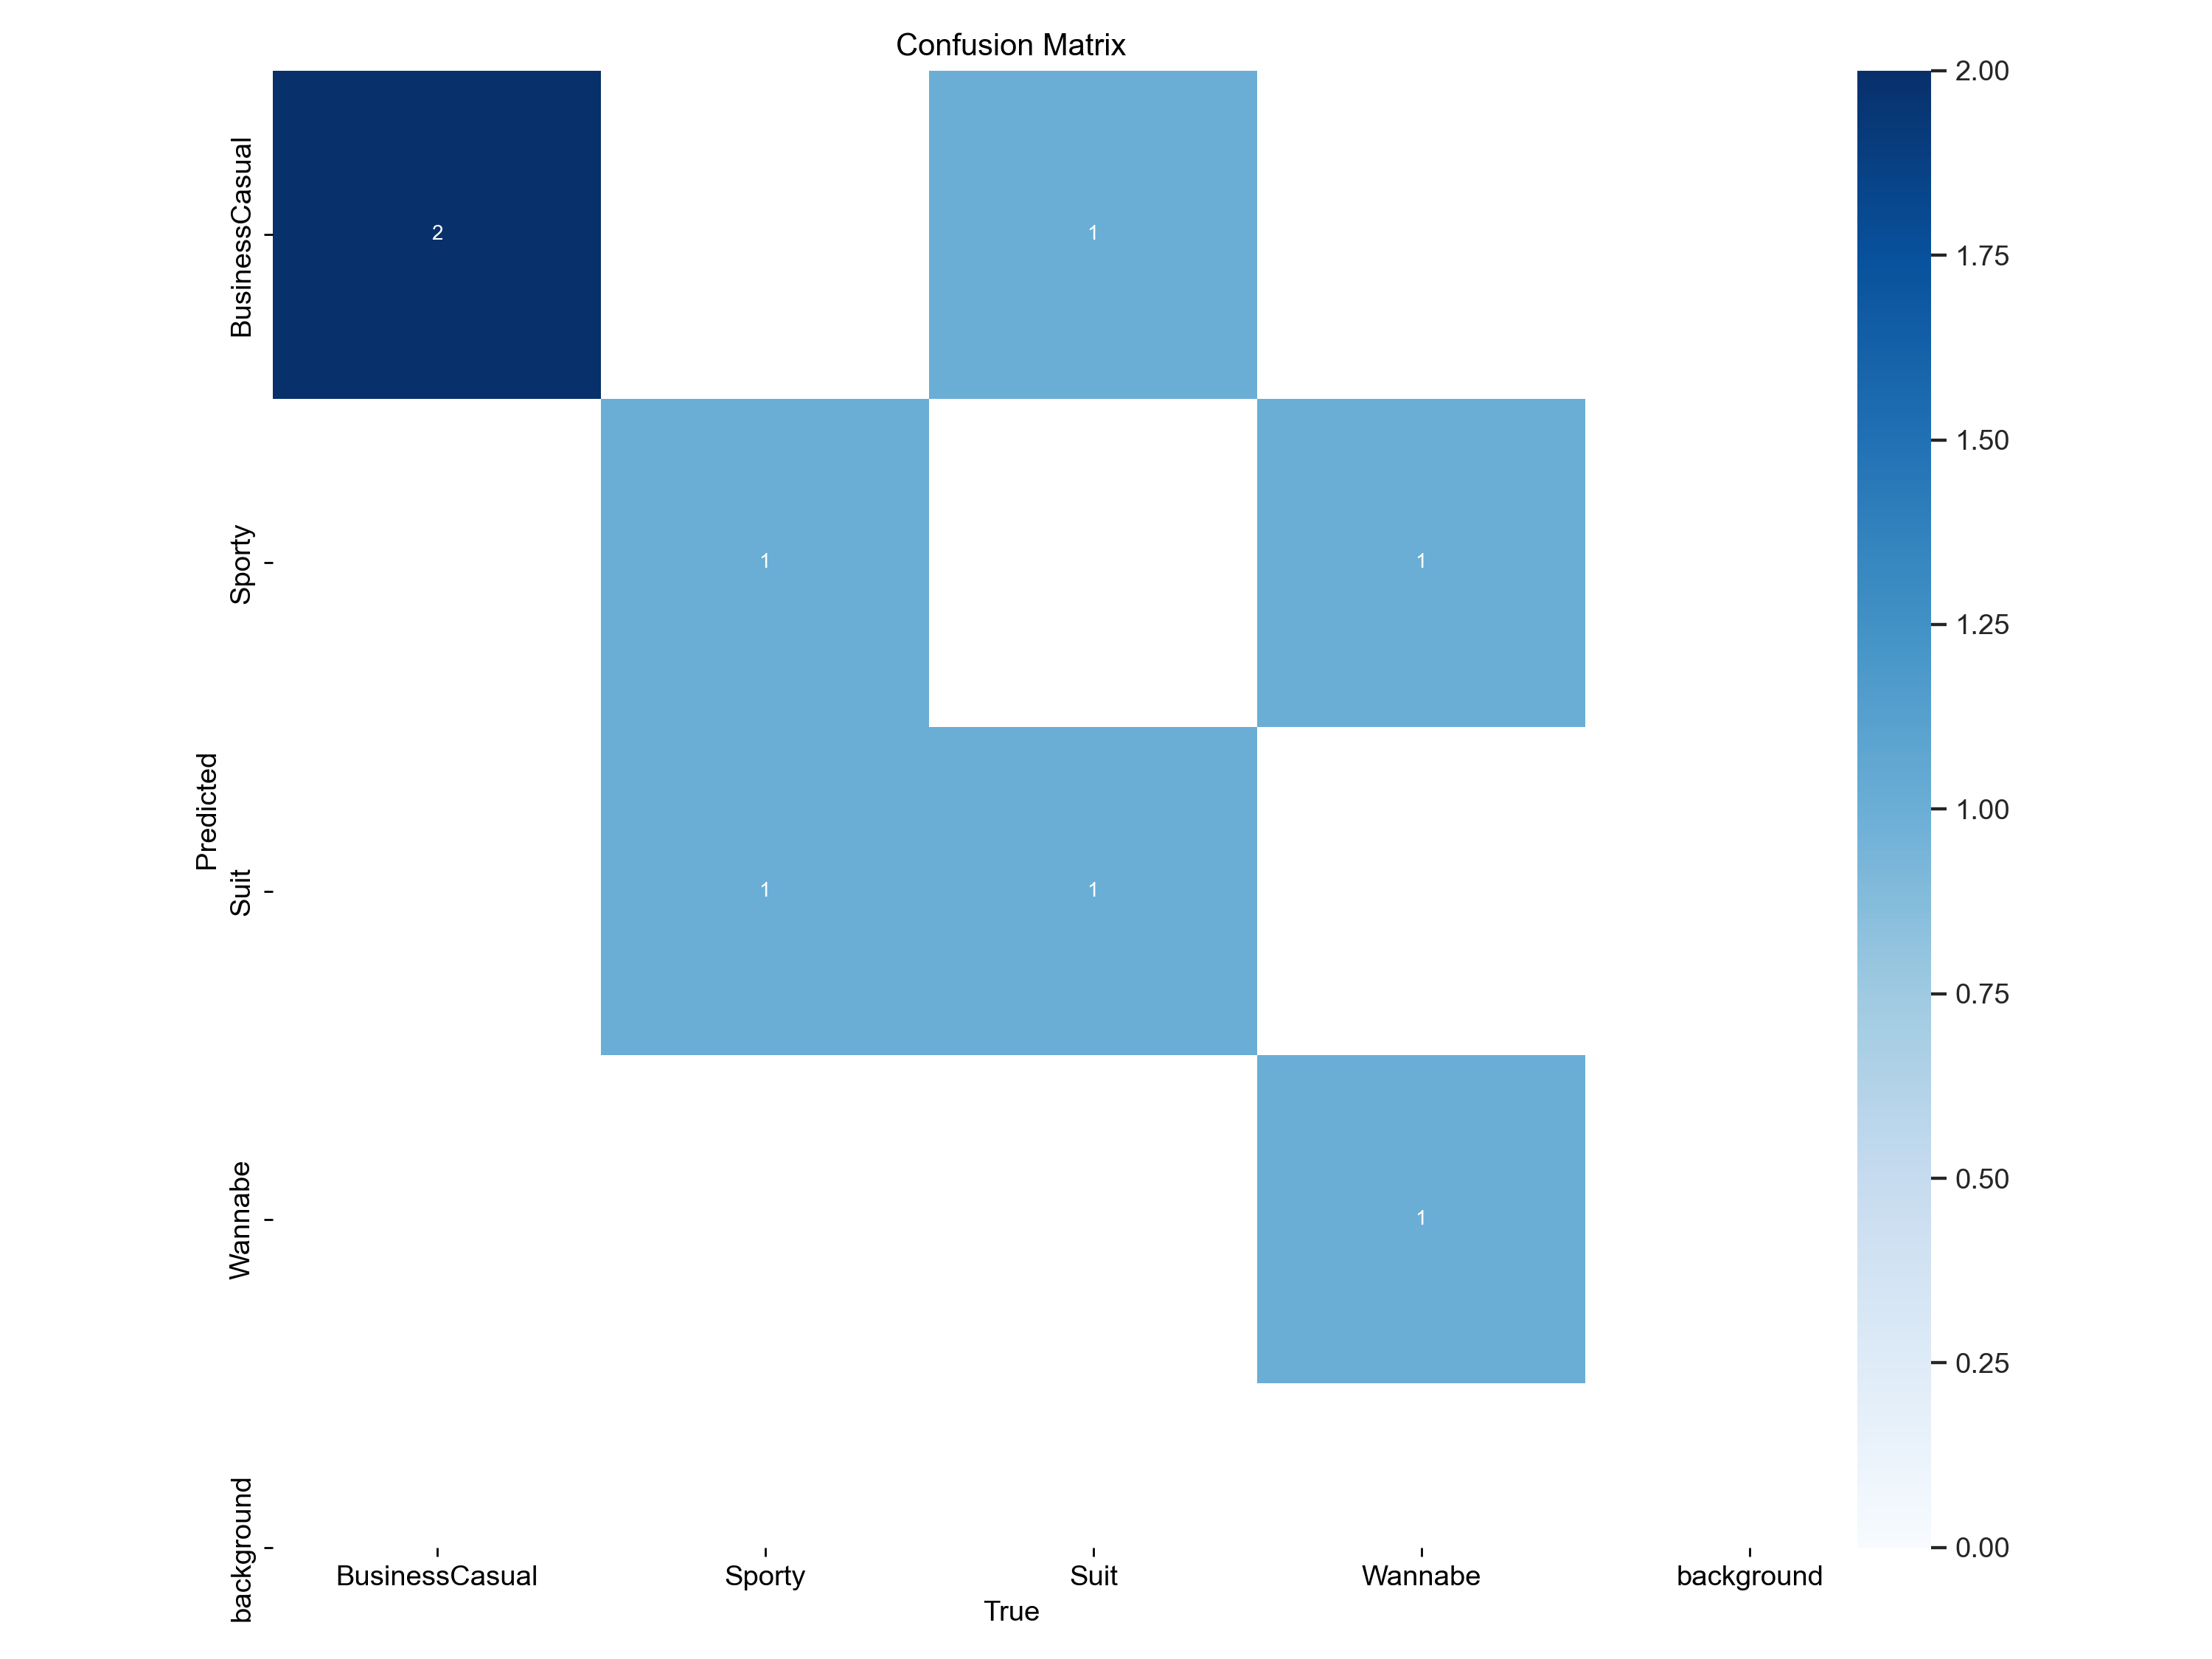 Confusion Matrix
BusinessCasual
2
1
Sporty
1
1
Suit
1
1
Wannabe
1
background
Predicted
BusinessCasual
Sporty
Suit
Wannabe
background
True
2.00
1.75
1.50
1.25
1.00
0.75
0.50
0.25
0.00